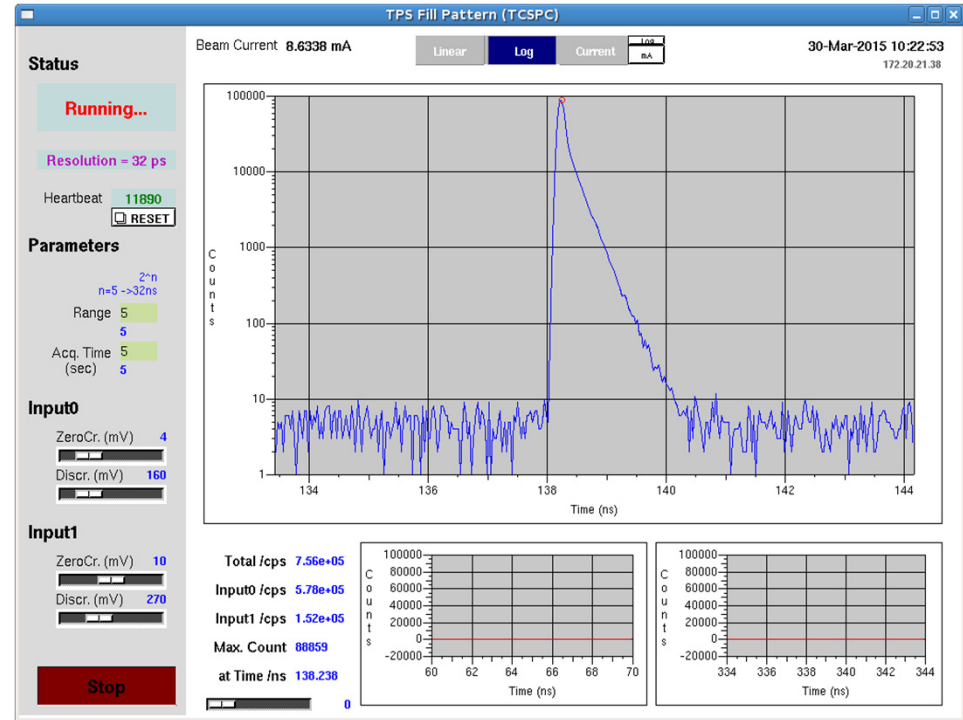 TPS Fill Pattern (TCSPC)
Beam Current 8.6338 mA
Linear
Log
Current
Log
mA
30-Mar-2015 10:22:53
172.20.21.38
Status
Running...
Resolution = 32 ps
Heartbeat 11890
RESET
Parameters
2^n
n=5 ->32ns
Range 5
5
Acq. Time 5
(sec) 5
Input0
ZeroCr. (mV) 4
Discr. (mV) 160
Input1
ZeroCr. (mV) 10
Discr. (mV) 270
Stop
Counts
100000
10000
1000
100
10
1
134 136 138 140 142 144
Time (ns)
Total /cps 7.56e+05
Input0 /cps 5.78e+05
Input1 /cps 1.52e+05
Max. Count 88859
at Time /ns 138.238
0
Counts
100000
80000
60000
40000
20000
0
-20000
60 62 64 66 68 70
Time (ns)
Counts
100000
80000
60000
40000
20000
0
-20000
334 336 338 340 342 344
Time (ns)